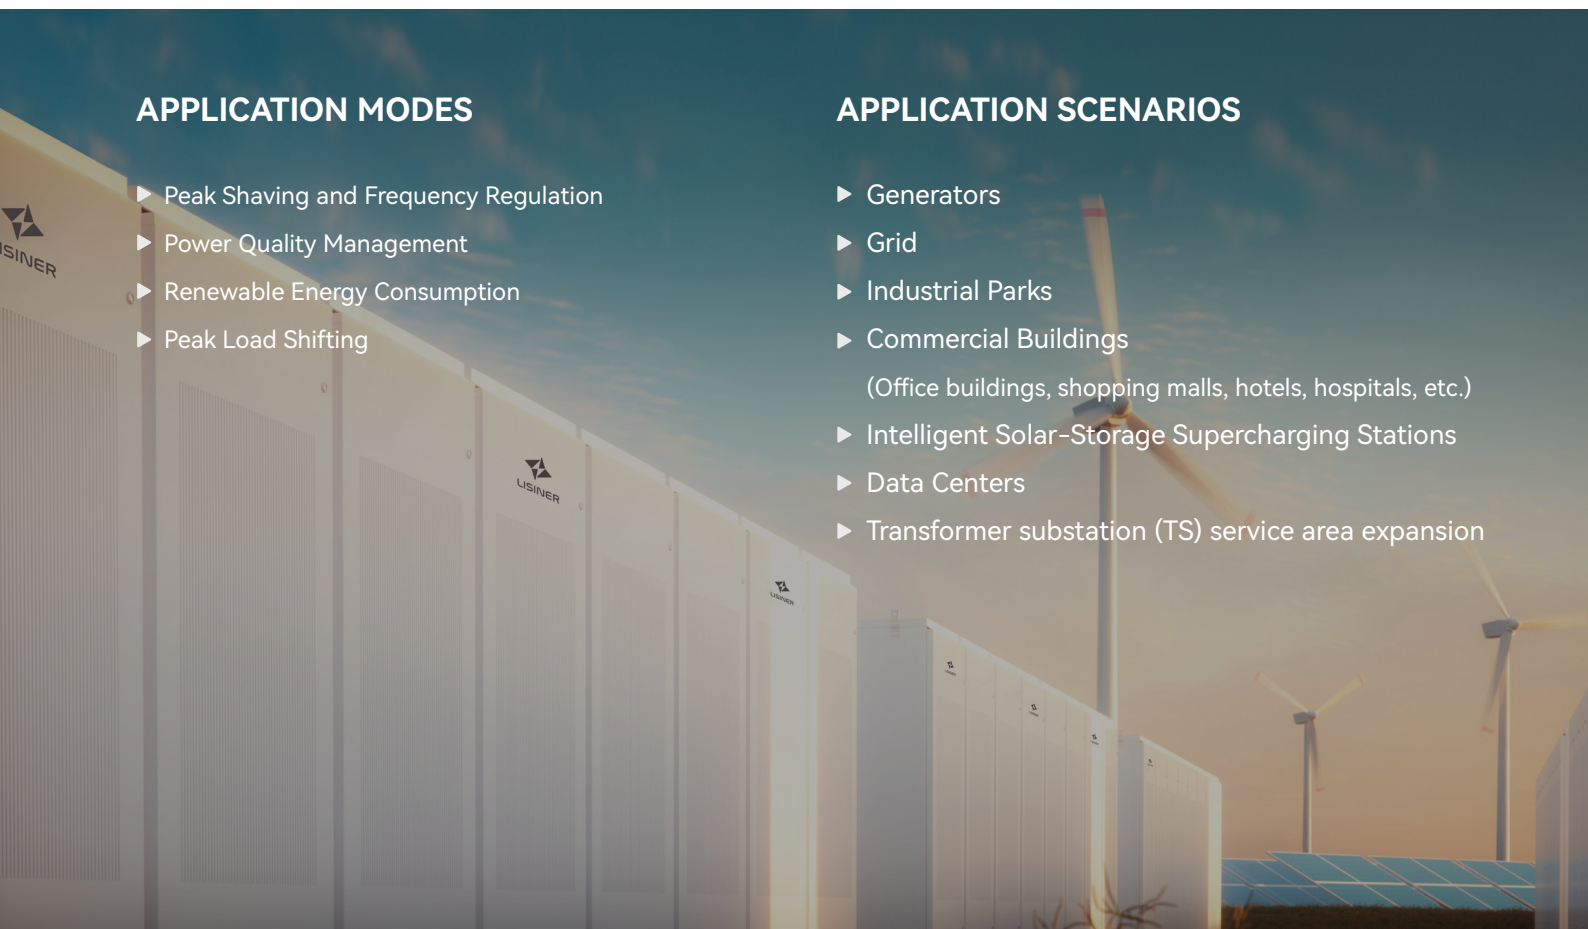 APPLICATION MODES
Peak Shaving and Frequency Regulation
Power Quality Management
Renewable Energy Consumption
Peak Load Shifting
APPLICATION SCENARIOS
Generators
Grid
Industrial Parks
Commercial Buildings
(Office buildings, shopping malls, hotels, hospitals, etc.)
Intelligent Solar-Storage Supercharging Stations
Data Centers
Transformer substation (TS) service area expansion
ISINER
LISINER
LISINER